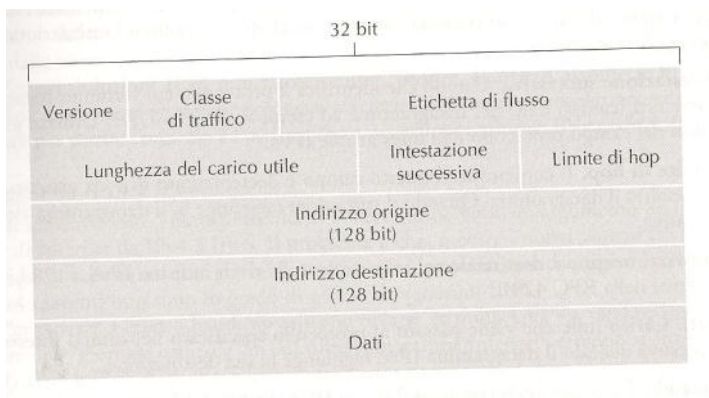 32 bit
Versione
Classe
di traffico
Etichetta di flusso
Lunghezza del carico utile
Intestazione
successiva
Limite di hop
Indirizzo origine
(128 bit)
Indirizzo destinazione
(128 bit)
Dati